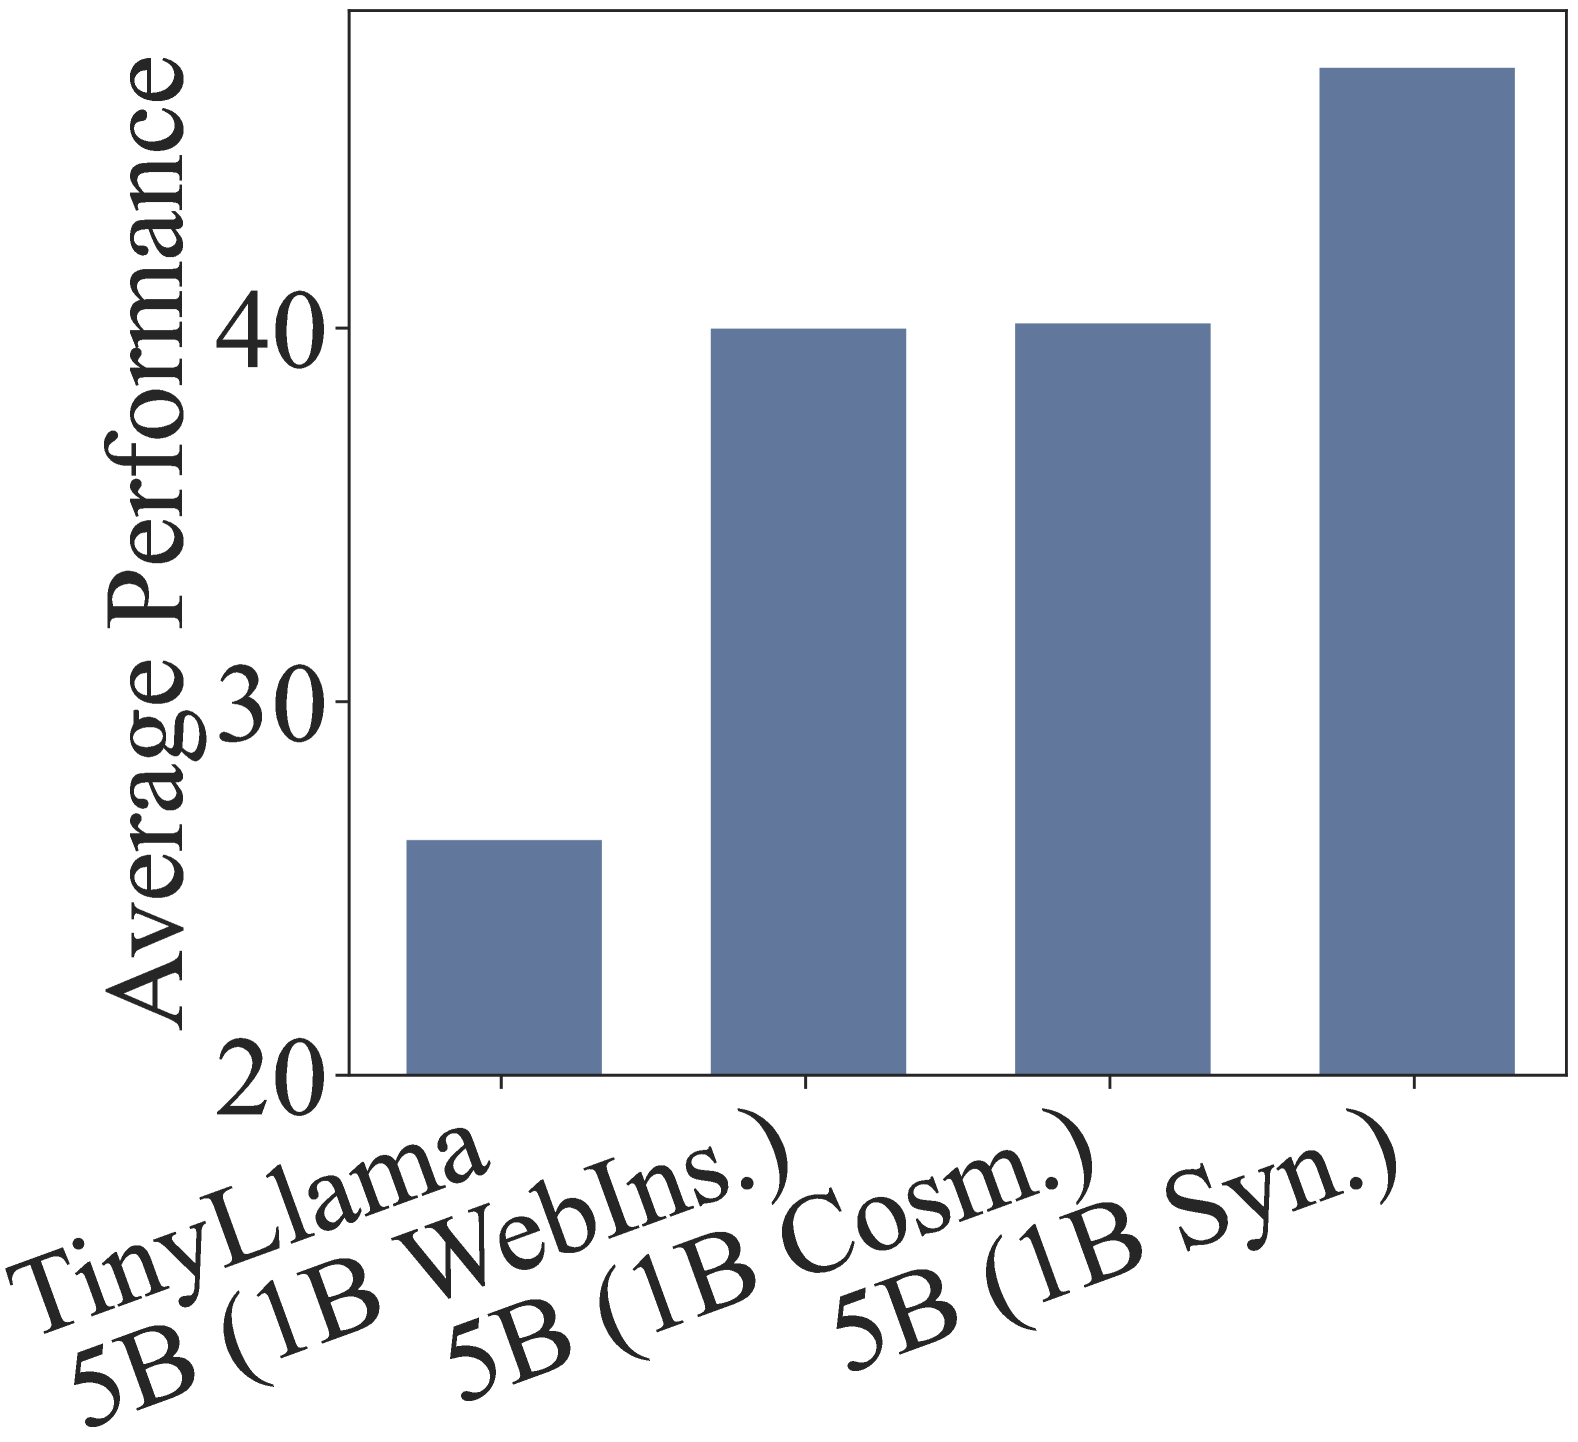 Average Performance
40
30
20
TinyLlama
5B (1B WebIns.)
5B (1B Cosm.)
5B (1B Syn.)